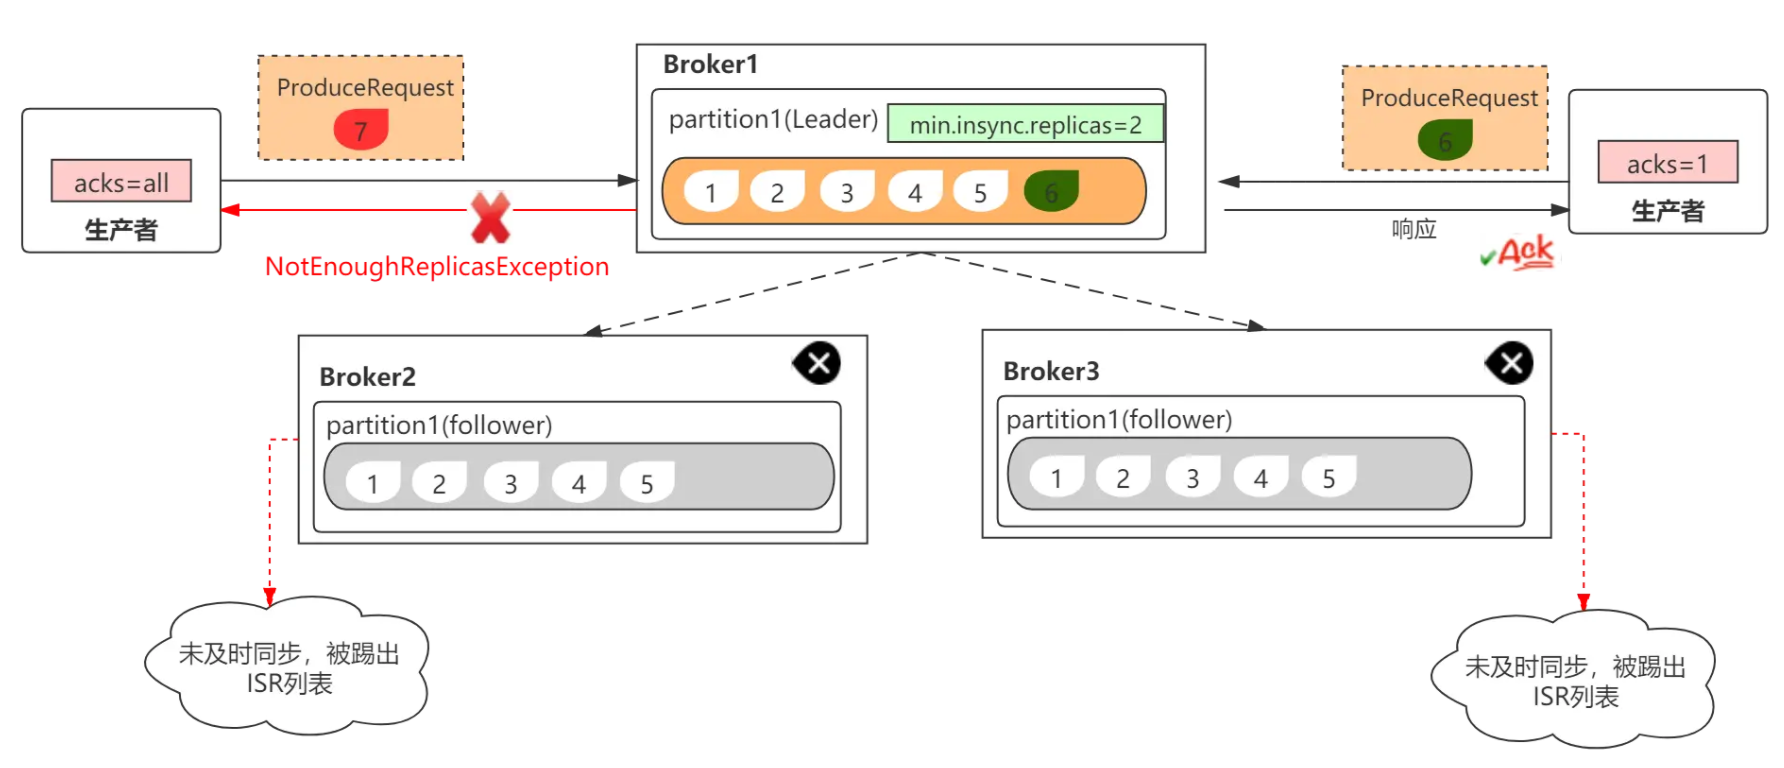 Broker1
ProduceRequest
7
partition1(Leader)
min.insync.replicas=2
ProduceRequest
6
acks=all
生产者
1 2 3 4 5 6
acks=1
生产者
响应
Ack
NotEnoughReplicasException
Broker2
partition1(follower)
1 2 3 4 5
Broker3
partition1(follower)
1 2 3 4 5
未及时同步，被踢出
ISR列表
未及时同步，被踢出
ISR列表